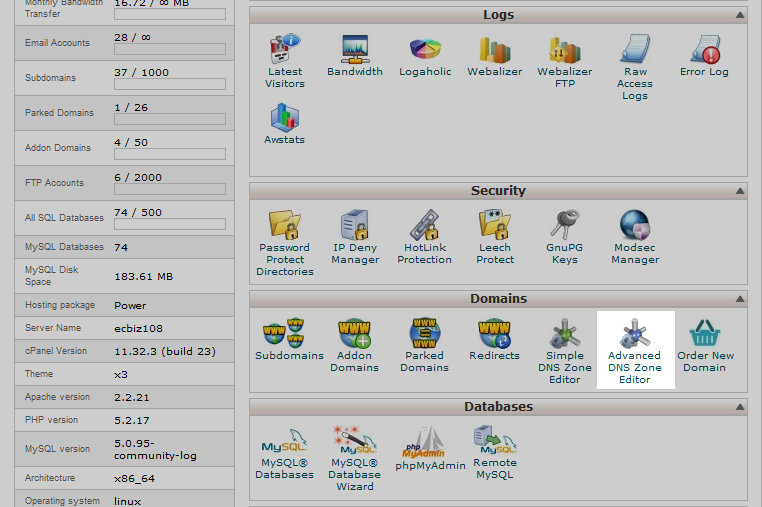 Monthly Bandwidth
Transfer
16.72 / ∞ MB
Email Accounts
28 / ∞
Subdomains
37 / 1000
Parked Domains
1 / 26
Addon Domains
4 / 50
FTP Accounts
6 / 2000
All SQL Databases
74 / 500
MySQL Databases
74
MySQL Disk
Space
183.61 MB
Hosting package
Power
Server Name
ecbiz108
cPanel Version
11.32.3 (build 23)
Theme
x3
Apache version
2.2.21
PHP version
5.2.17
MySQL version
5.0.95-
community-log
Architecture
x86_64
Operating system
linux
Logs
Latest
Visitors
Bandwidth
Logaholic
Webalizer
Webalizer
FTP
Raw
Access
Logs
Error Log
Awstats
Security
Password
Protect
Directories
IP Deny
Manager
HotLink
Protection
Leech
Protect
GnuPG
Keys
Modsec
Manager
Domains
Subdomains
Addon
Domains
Parked
Domains
Redirects
Simple
DNS Zone
Editor
Advanced
DNS Zone
Editor
Order New
Domain
Databases
MySQL®
Databases
MySQL®
Database
Wizard
phpMyAdmin
Remote
MySQL